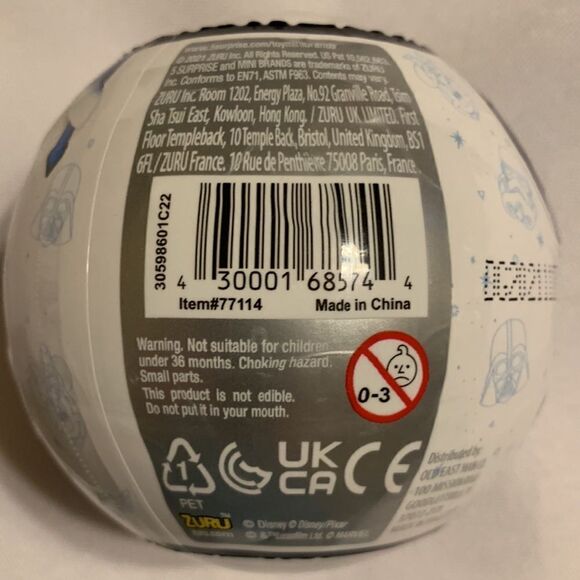 © 2021 ZURU Inc. All Rights Reserved. US Pat 10,562,663.
5 SURPRISE and MINI BRANDS are trademarks of ZURU
Inc. Conforms to EN71, ASTM F963. Contents may vary.
ZURU Inc. Room 1202, Energy Plaza, No.92 Granville Road, Tsim
Sha Tsui East, Kowloon, Hong Kong. / ZURU UK LIMITED. First
Floor Templeback, 10 Temple Back, Bristol, United Kingdom, BS1
6FL / ZURU France. 10 Rue de Penthièvre 75008 Paris, France.
30598601C22
4 30001 68574 4
Item#77114 Made in China
Warning. Not suitable for children
under 36 months. Choking hazard.
Small parts.
This product is not edible.
Do not put it in your mouth.
0-3
1
PET
UK
CA
CE
ZURU™
© Disney © Disney/Pixar
© & ™ Lucasfilm Ltd. © MARVEL
Distributed by
100